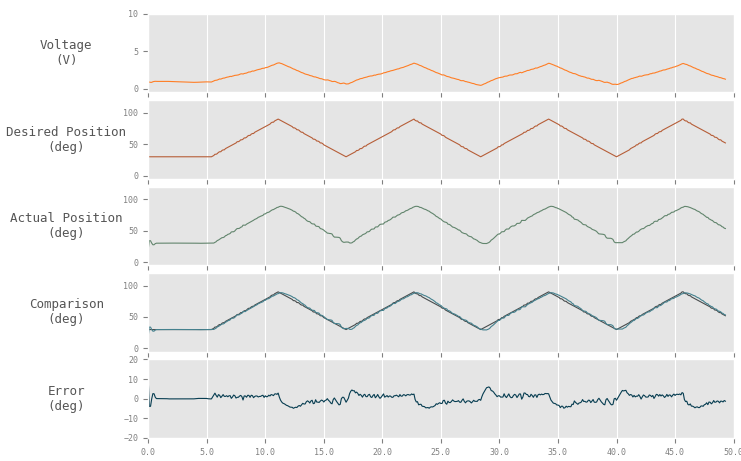 Voltage
(V)
10
5
0
Desired Position
(deg)
100
50
0
Actual Position
(deg)
100
50
0
Comparison
(deg)
100
50
0
Error
(deg)
20
10
0
−10
−20
0.0 5.0 10.0 15.0 20.0 25.0 30.0 35.0 40.0 45.0 50.0